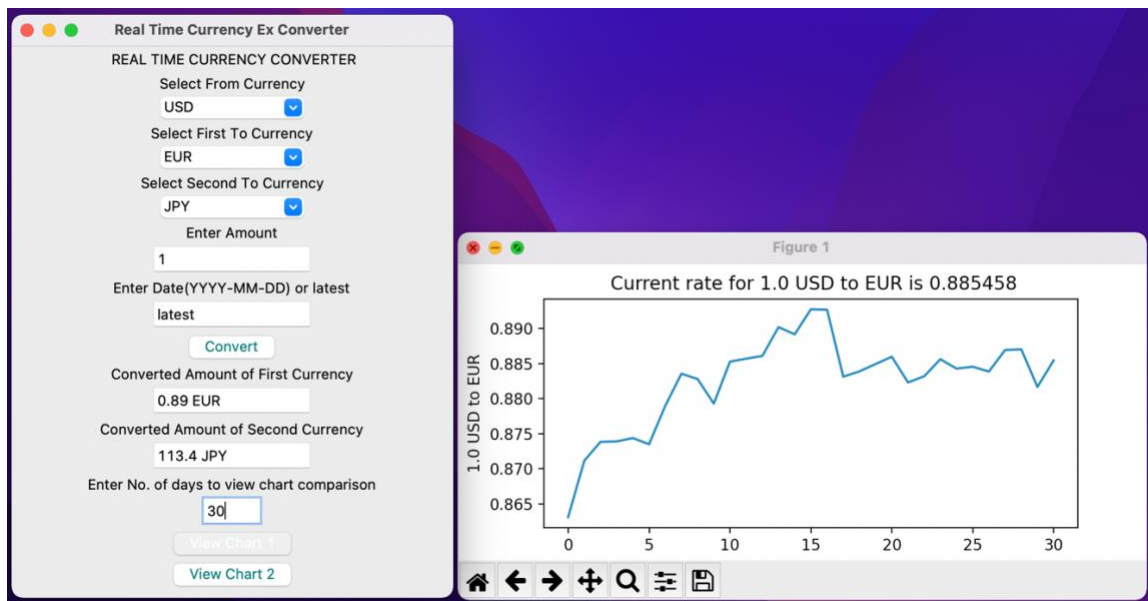 Real Time Currency Ex Converter
REAL TIME CURRENCY CONVERTER
Select From Currency
USD
Select First To Currency
EUR
Select Second To Currency
JPY
Enter Amount
1
Enter Date(YYYY-MM-DD) or latest
latest
Convert
Converted Amount of First Currency
0.89 EUR
Converted Amount of Second Currency
113.4 JPY
Enter No. of days to view chart comparison
30
View Chart 1
View Chart 2
Figure 1
Current rate for 1.0 USD to EUR is 0.885458
1.0 USD to EUR
0.890
0.885
0.880
0.875
0.870
0.865
0 5 10 15 20 25 30